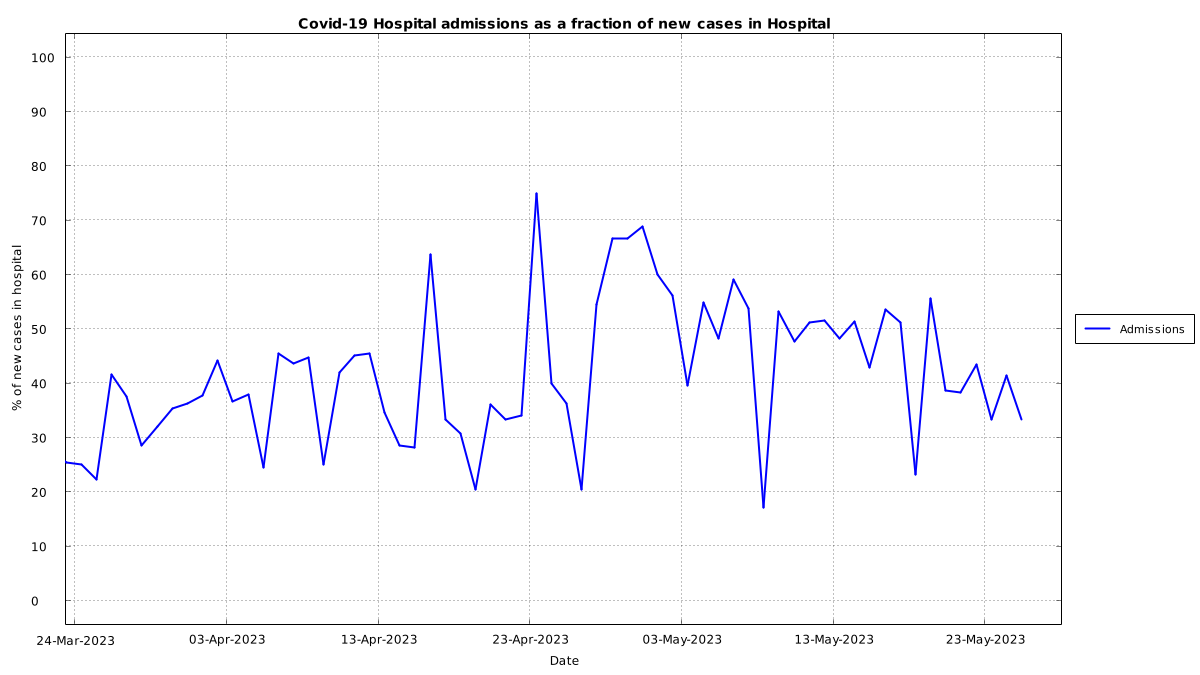 Covid-19 Hospital admissions as a fraction of new cases in Hospital
100
90
80
70
60
50
40
30
20
10
0
% of new cases in hospital
24-Mar-2023
03-Apr-2023
13-Apr-2023
23-Apr-2023
03-May-2023
13-May-2023
23-May-2023
Date
Admissions